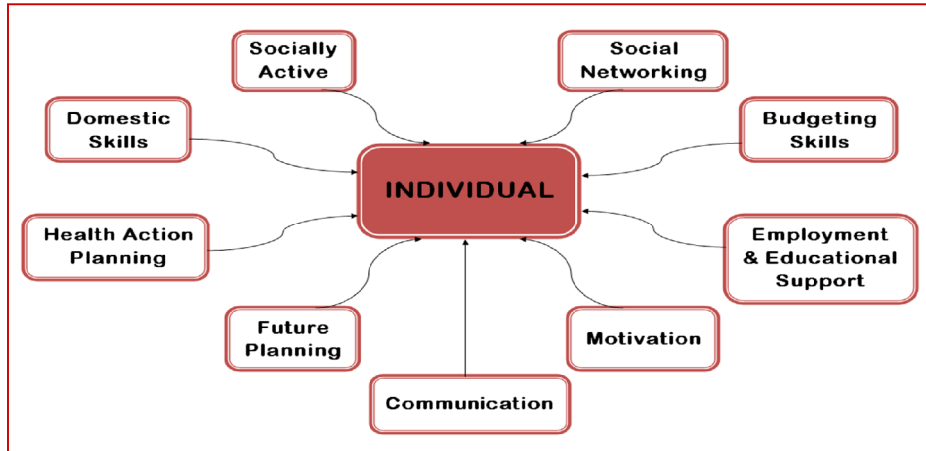 Socially
Active
Social
Networking
Domestic
Skills
Budgeting
Skills
INDIVIDUAL
Health Action
Planning
Employment
& Educational
Support
Future
Planning
Motivation
Communication